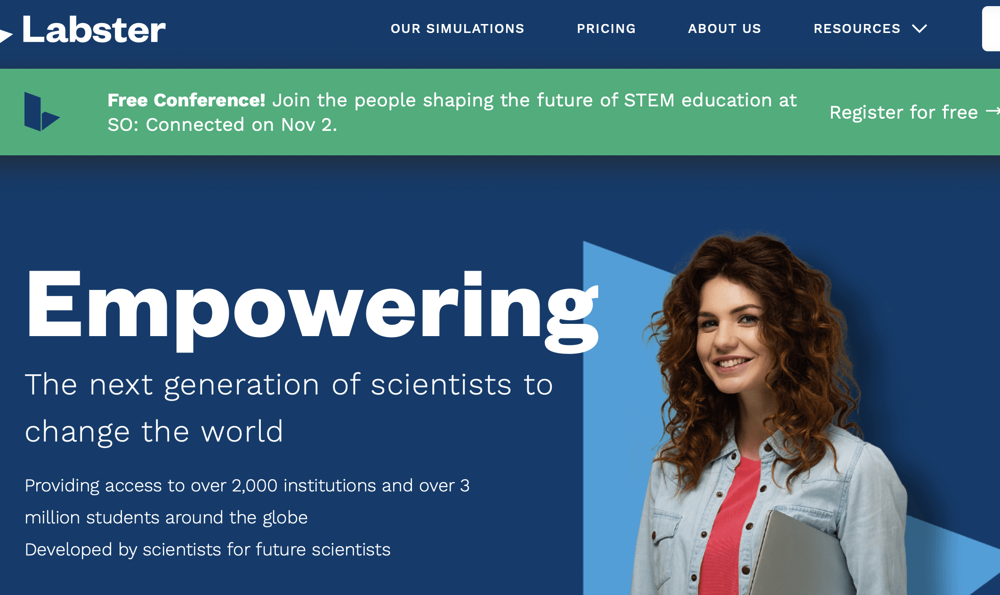 Labster
OUR SIMULATIONS PRICING ABOUT US RESOURCES
Free Conference! Join the people shaping the future of STEM education at
SO: Connected on Nov 2.
Register for free →
Empowering
The next generation of scientists to
change the world
Providing access to over 2,000 institutions and over 3
million students around the globe
Developed by scientists for future scientists